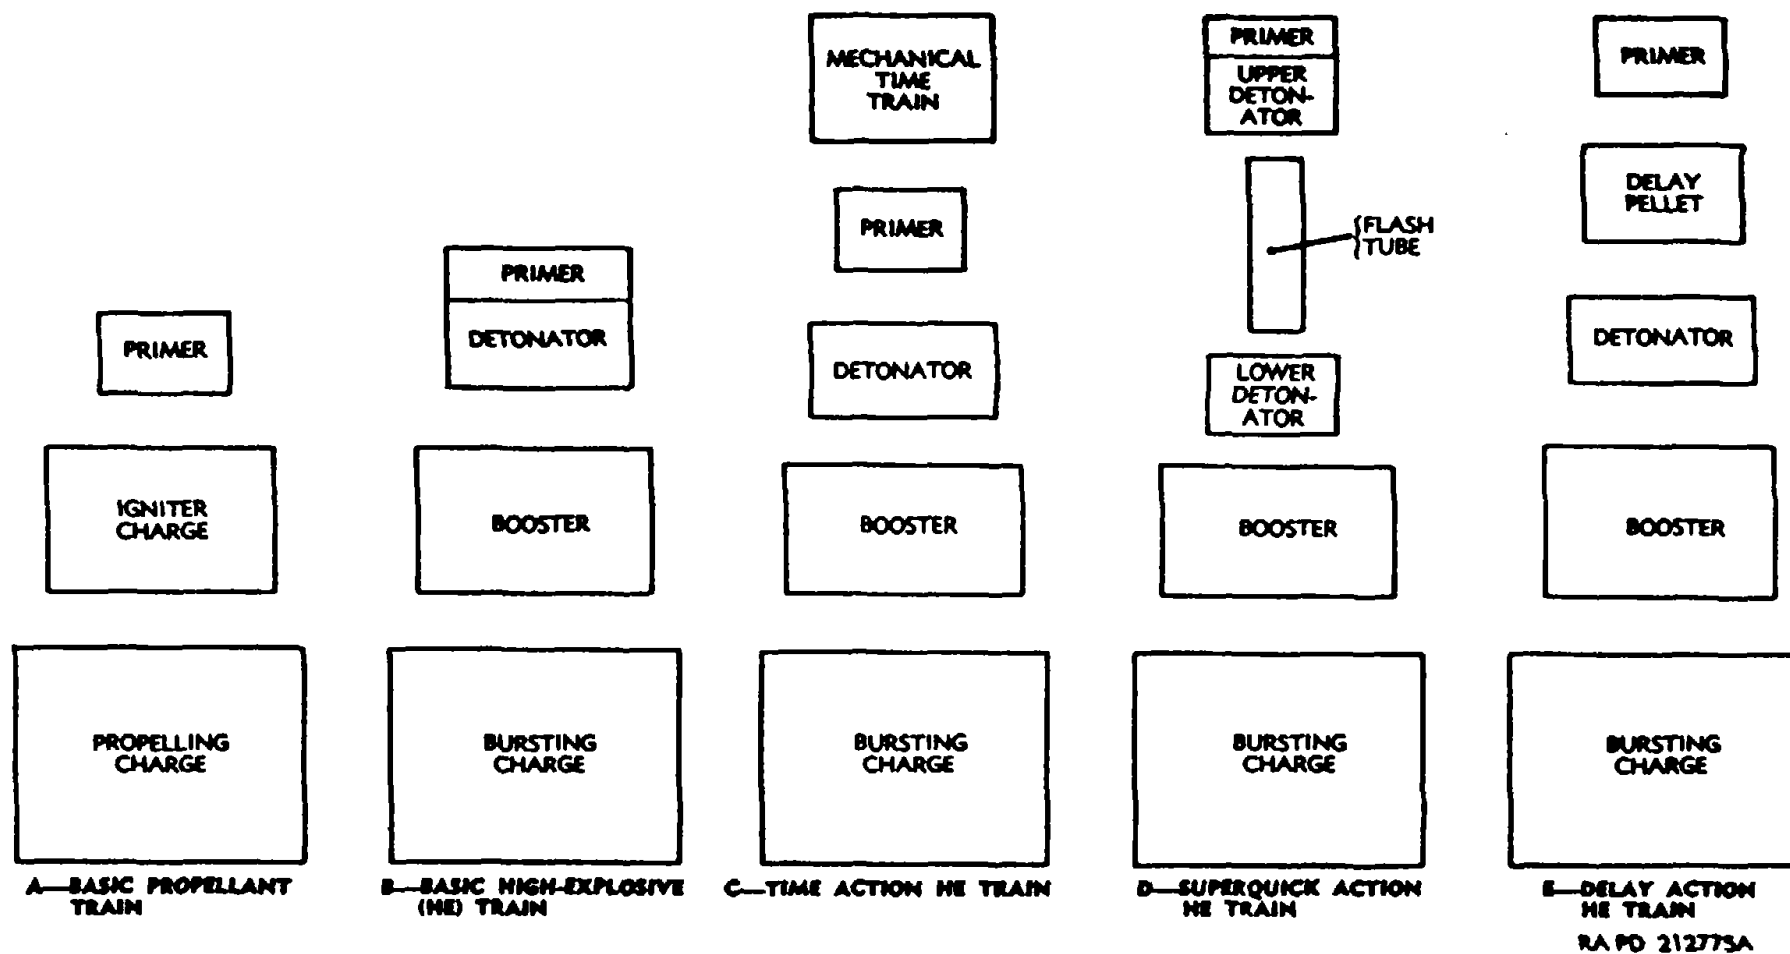 PRIMER
IGNITER
CHARGE
PROPELLING
CHARGE
A—BASIC PROPELLANT
TRAIN
PRIMER
DETONATOR
BOOSTER
BURSTING
CHARGE
B—BASIC HIGH-EXPLOSIVE
(HE) TRAIN
MECHANICAL
TIME
TRAIN
PRIMER
DETONATOR
BOOSTER
BURSTING
CHARGE
C—TIME ACTION HE TRAIN
PRIMER
UPPER
DETON-
ATOR
FLASH
TUBE
LOWER
DETON-
ATOR
BOOSTER
BURSTING
CHARGE
D—SUPERQUICK ACTION
HE TRAIN
PRIMER
DELAY
PELLET
DETONATOR
BOOSTER
BURSTING
CHARGE
E—DELAY ACTION
HE TRAIN
RA PD 212775A